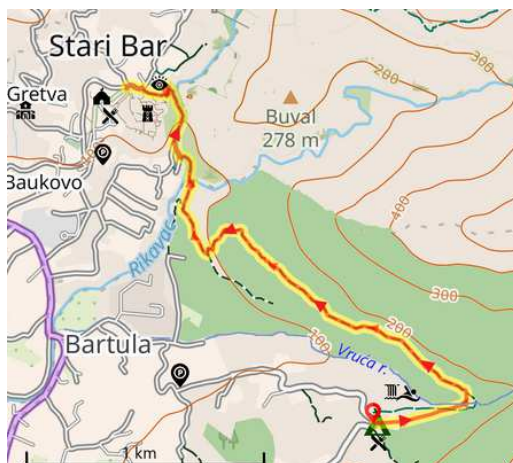 Stari Bar
200
300
Gretva
Buval
278 m
Baukovo
400
Rikavac
300
200
100
Bartula
Vruća r.
1 km